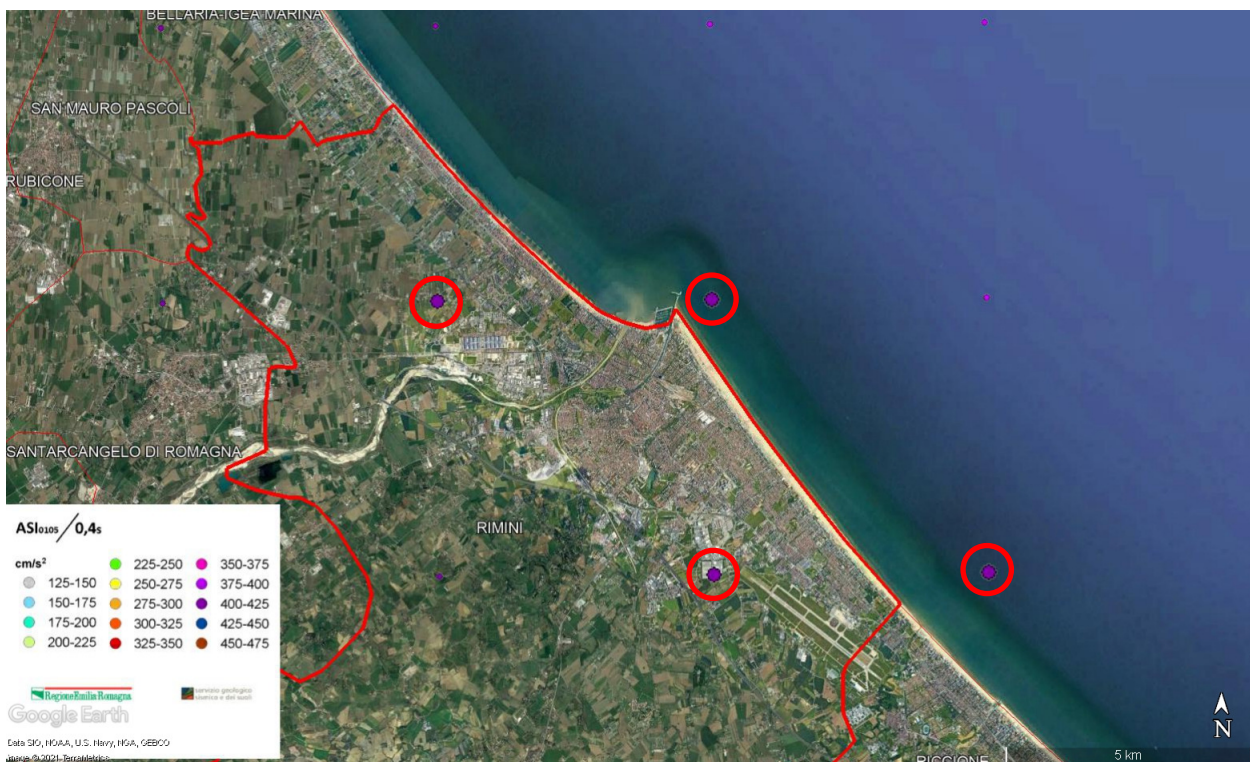 BELLARIA-IGEA MARINA
SAN MAURO PASCOLI
RUBICONE
SANTARCANGELO DI ROMAGNA
RIMINI
ASI0105/0,4s
cm/s²
125-150
150-175
175-200
200-225
225-250
250-275
275-300
300-325
325-350
350-375
375-400
400-425
425-450
450-475
RegioneEmiliaRomagna
servizio geologico
sismico e dei suoli
Google Earth
Data SIO, NOAA, U.S. Navy, NGA, GEBCO
Image © 2021 TerraMetrics
N
5 km
RICCIONE